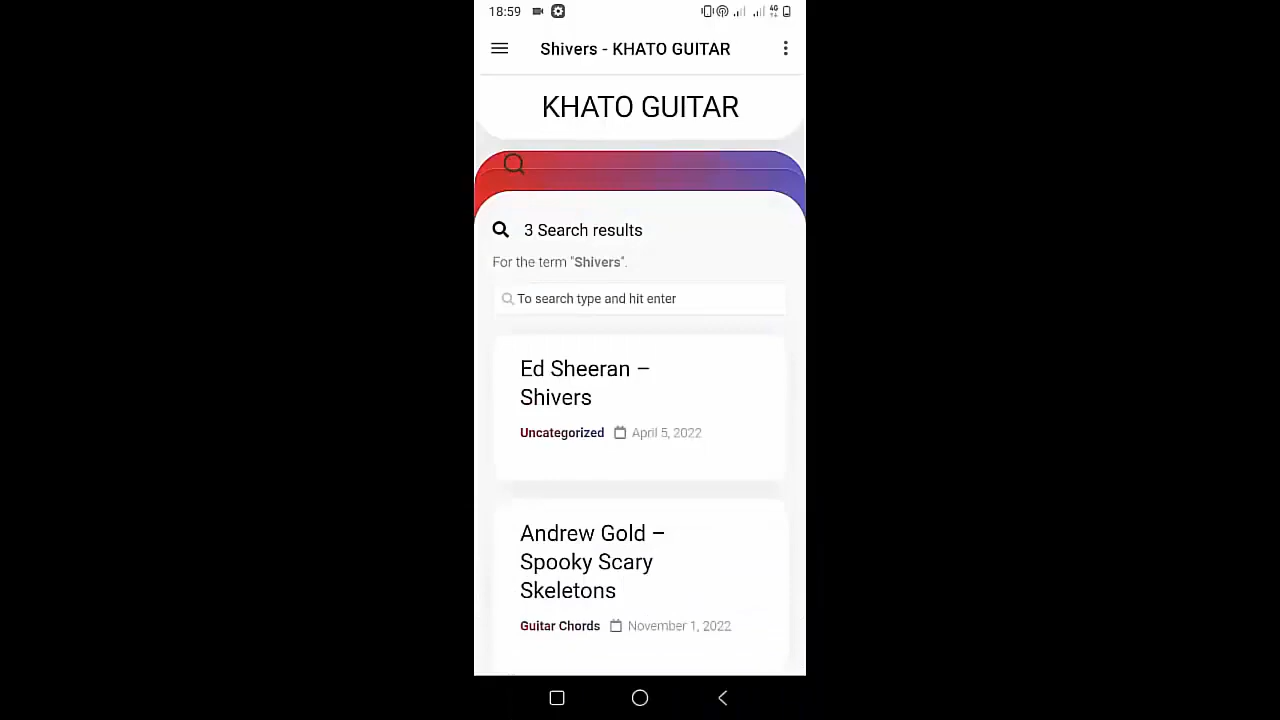 18:59
4G
Shivers - KHATO GUITAR
KHATO GUITAR
3 Search results
For the term "Shivers".
To search type and hit enter
Ed Sheeran –
Shivers
Uncategorized April 5, 2022
Andrew Gold –
Spooky Scary
Skeletons
Guitar Chords November 1, 2022